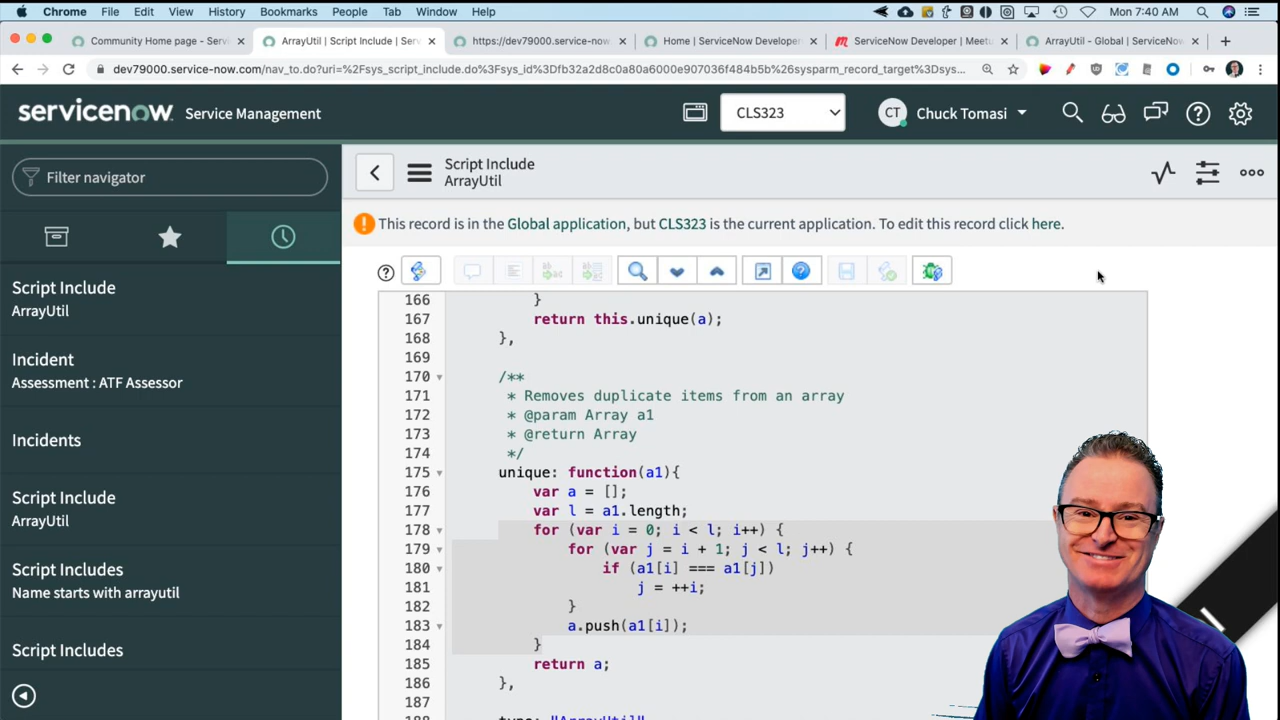 Chrome File Edit View History Bookmarks People Tab Window Help Mon 7:40 AM
Community Home page - Serv
ArrayUtil | Script Include | Serv
https://dev79000.service-now.
Home | ServiceNow Developer
ServiceNow Developer | Meetu
ArrayUtil - Global | ServiceNow
dev79000.service-now.com/nav_to.do?uri=%2Fsys_script_include.do%3Fsys_id%3Dfb32a2d8c0a80a6000e907036f484b5b%26sysparm_record_target%3Dsys...
servicenow Service Management
CLS323
CT Chuck Tomasi
Filter navigator
Script Include
ArrayUtil
Incident
Assessment : ATF Assessor
Incidents
Script Include
ArrayUtil
Script Includes
Name starts with arrayutil
Script Includes
Script Include
ArrayUtil
This record is in the Global application, but CLS323 is the current application. To edit this record click here.
166 }
167 return this.unique(a);
168 },
169
170 /**
171 * Removes duplicate items from an array
172 * @param Array a1
173 * @return Array
174 */
175 unique: function(a1){
176 var a = [];
177 var l = a1.length;
178 for (var i = 0; i < l; i++) {
179 for (var j = i + 1; j < l; j++) {
180 if (a1[i] === a1[j])
181 j = ++i;
182 }
183 a.push(a1[i]);
184 }
185 return a;
186 },
187
188 type: "ArrayUtil"